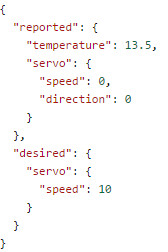 {
  "reported": {
    "temperature": 13.5,
    "servo": {
      "speed": 0,
      "direction": 0
    }
  },
  "desired": {
    "servo": {
      "speed": 10
    }
  }
}